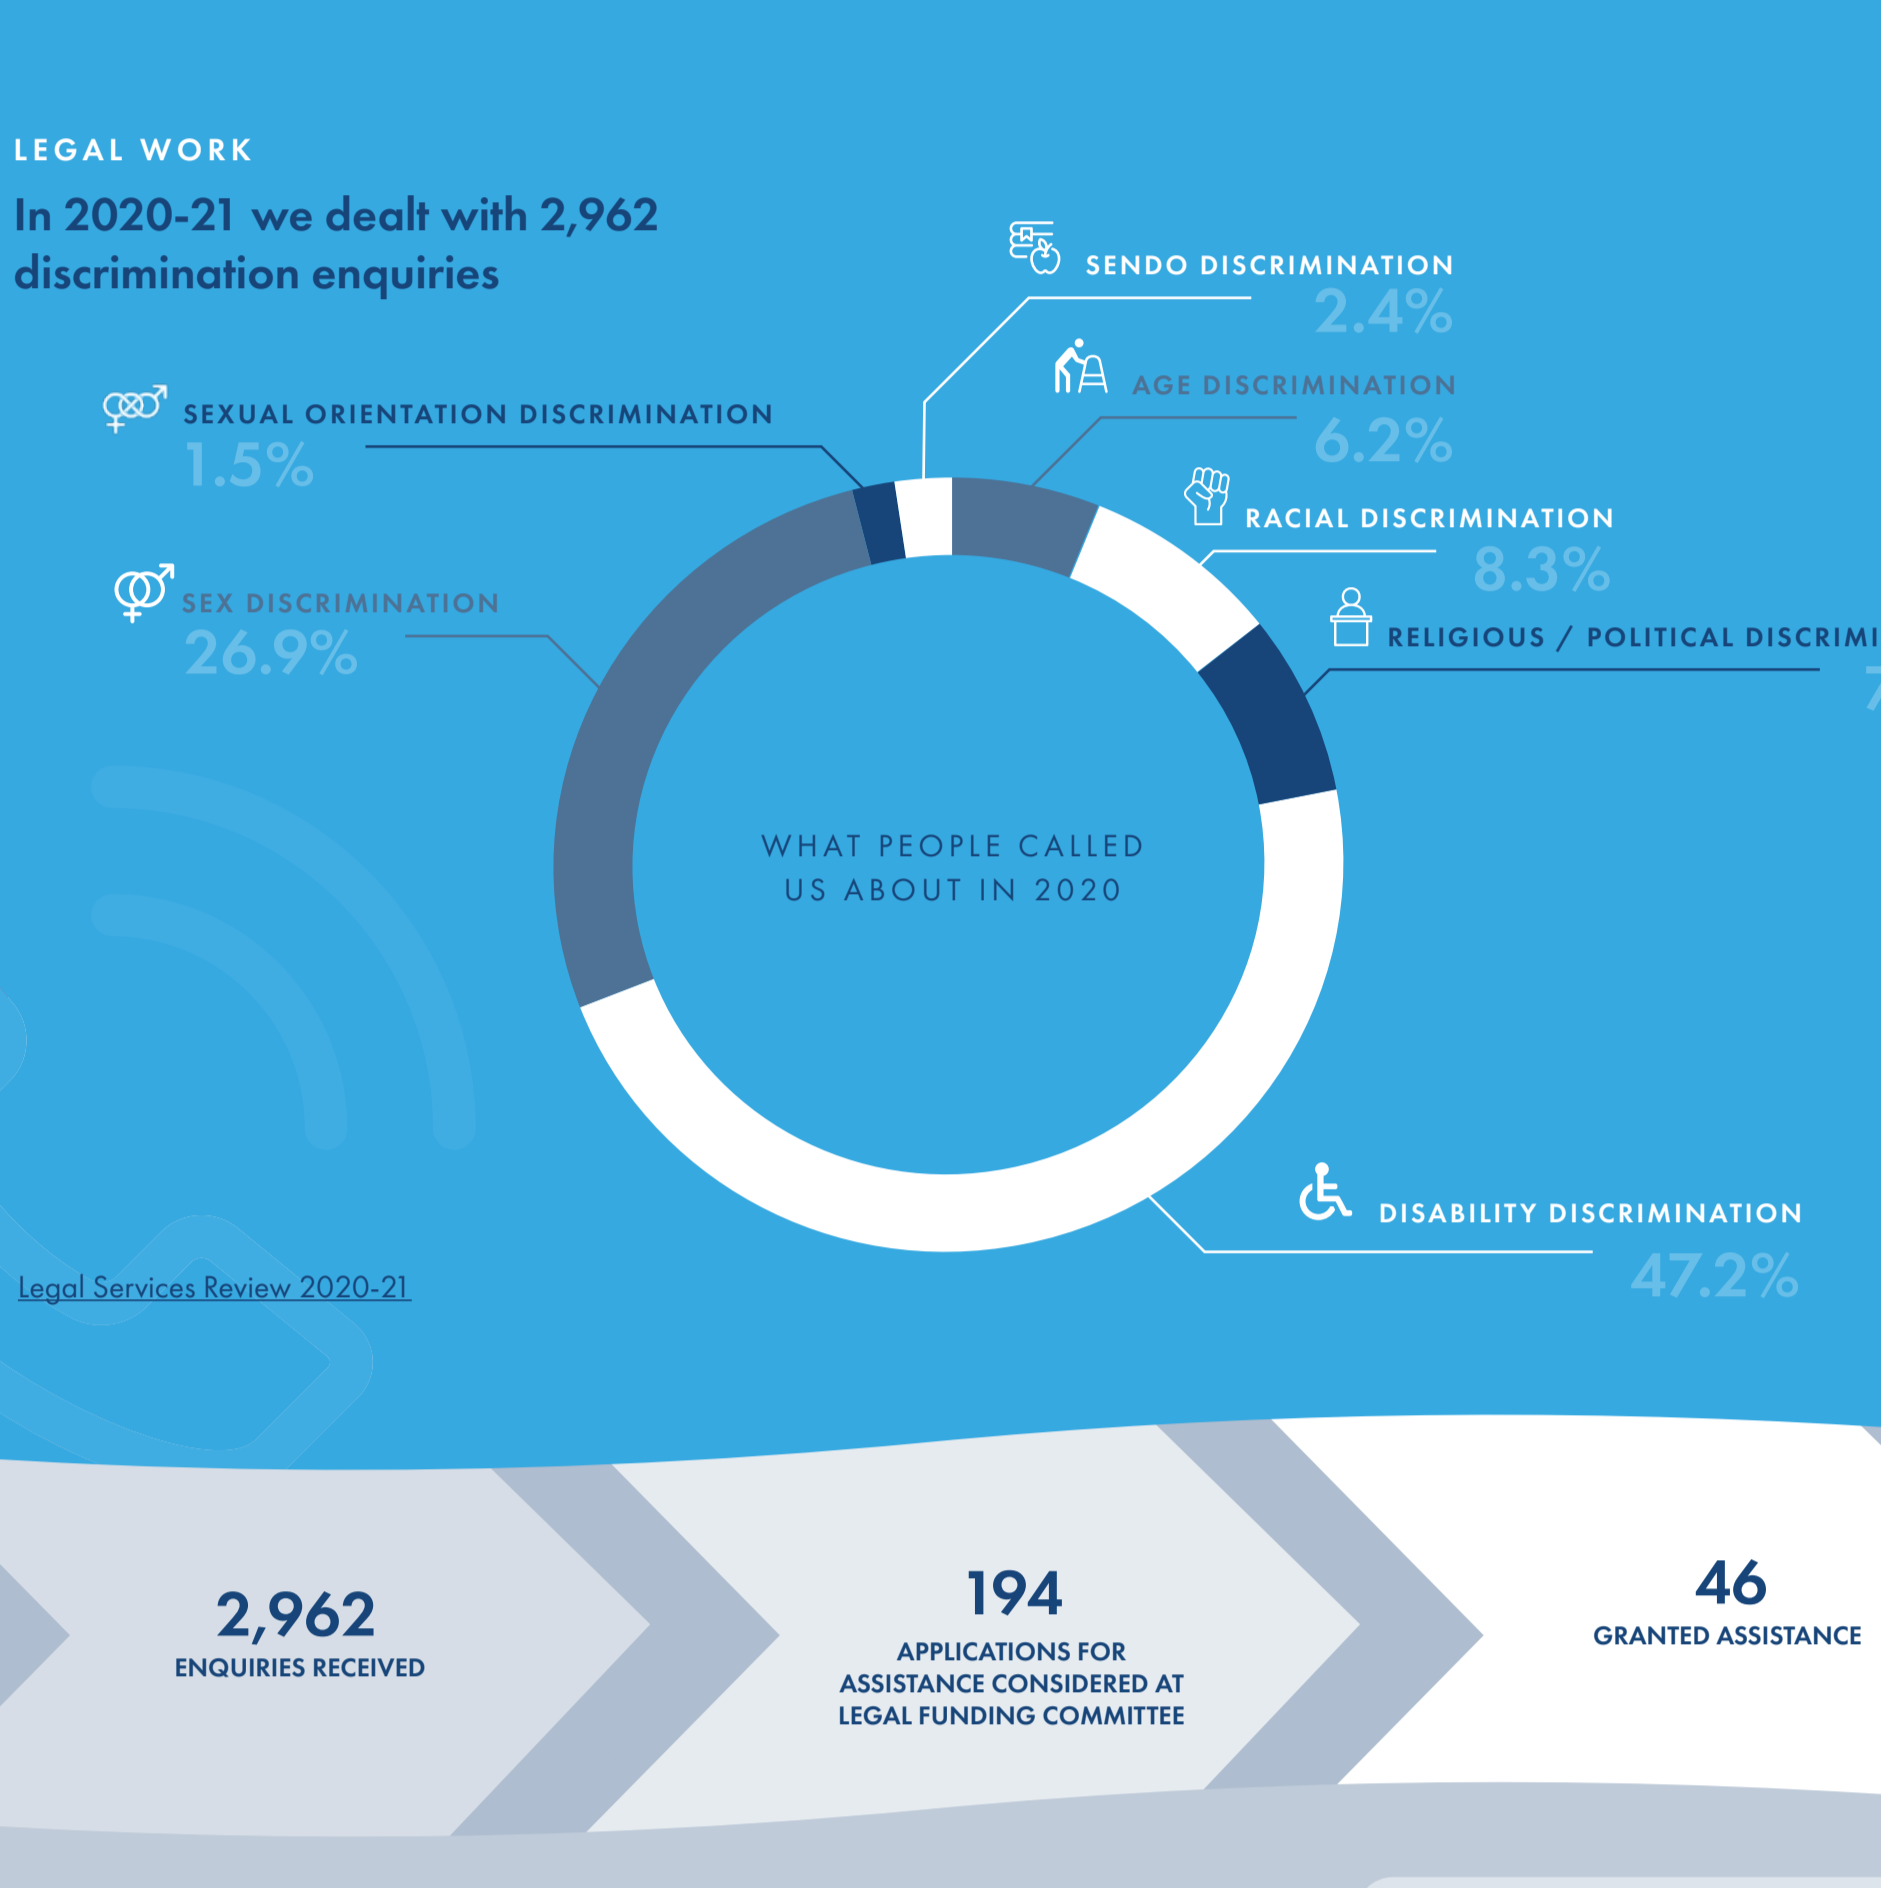 LEGAL WORK
In 2020-21 we dealt with 2,962
discrimination enquiries
SENDO DISCRIMINATION
2.4%
AGE DISCRIMINATION
6.2%
SEXUAL ORIENTATION DISCRIMINATION
1.5%
RACIAL DISCRIMINATION
8.3%
SEX DISCRIMINATION
26.9%
RELIGIOUS / POLITICAL
WHAT PEOPLE CALLED
US ABOUT IN 2020
DISABILITY DISCRIMINATION
47.2%
Legal Services Review 2020-21
2,962
ENQUIRIES RECEIVED
194
APPLICATIONS FOR
ASSISTANCE CONSIDERED AT
LEGAL FUNDING COMMITTEE
46
GRANTED ASSISTANCE